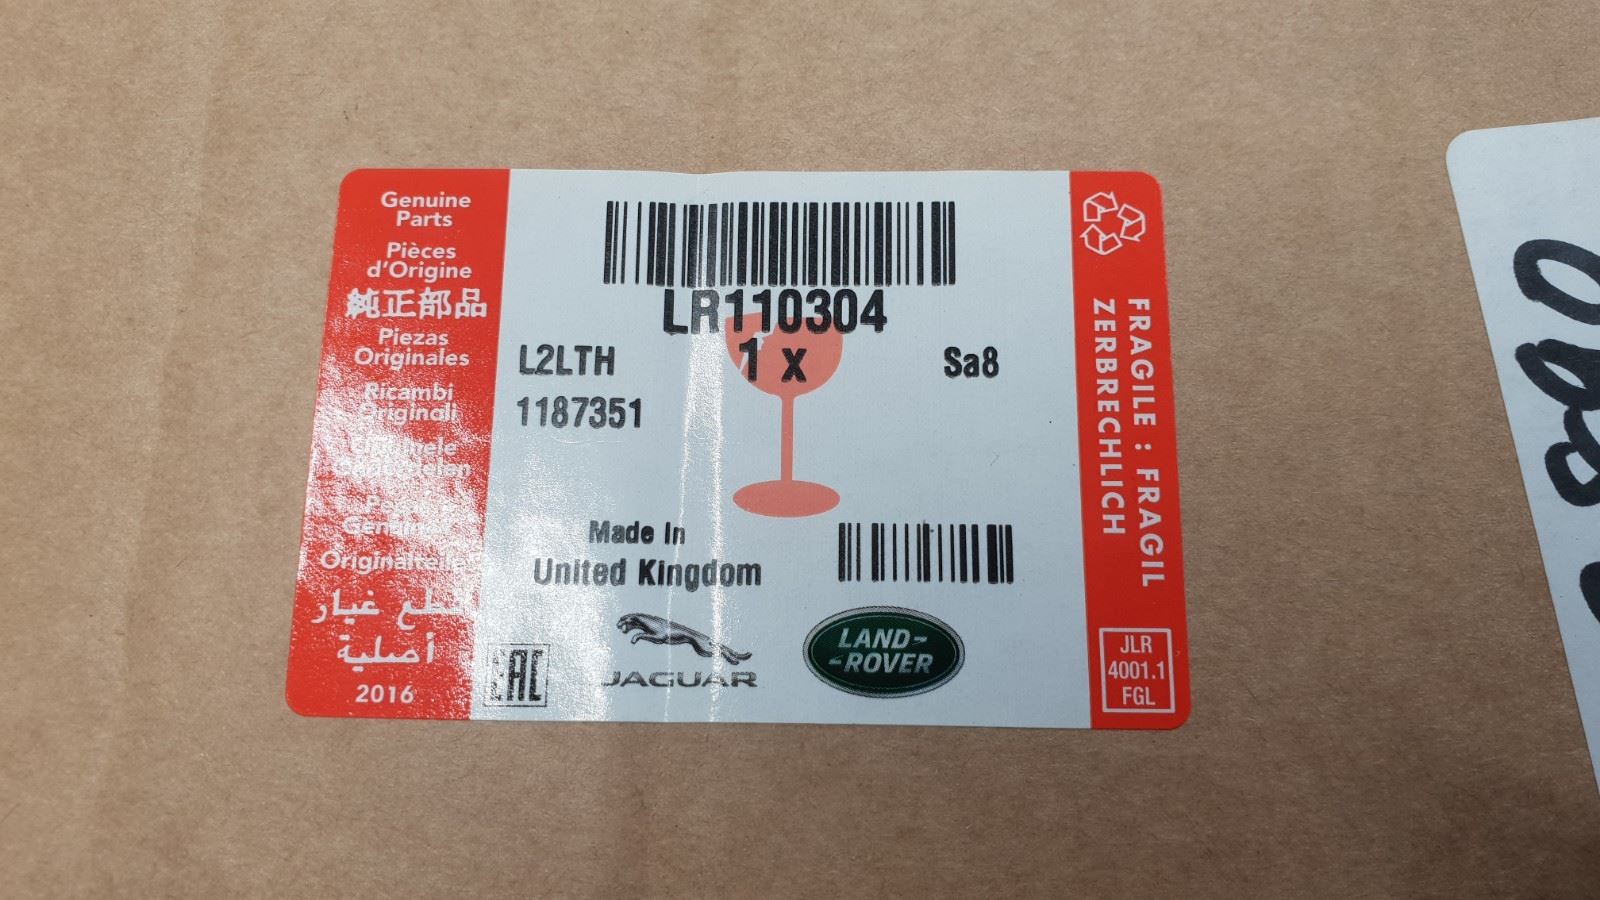 Genuine
Parts
Pièces
d'Origine
純正部品
Piezas
Originales
Ricambi
Originali
Originalteile
قطع غيار
أصلية
2016
LR110304
L2LTH
1 x
Sa8
1187351
Made In
United Kingdom
EAC
JAGUAR
LAND-
-ROVER
FRAGILE : FRAGIL
ZERBRECHLICH
JLR
4001.1
FGL